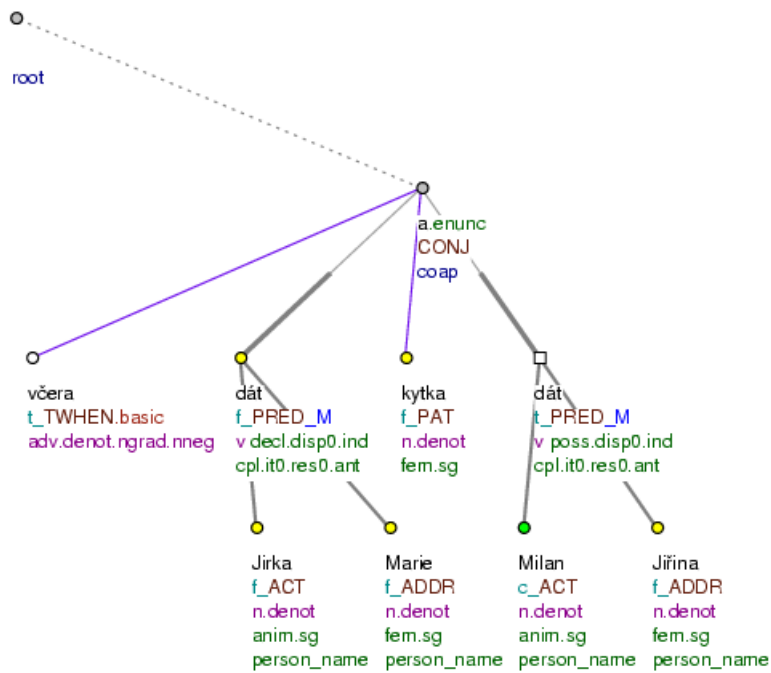 root
a.enunc
CONJ
coap
včera
t_TWHEN.basic
adv.denot.ngrad.nneg
dát
f_PRED_M
v decl.disp0.ind
cpl.it0.res0.ant
kytka
f_PAT
n.denot
fem.sg
dát
t_PRED_M
v poss.disp0.ind
cpl.it0.res0.ant
Jirka
f_ACT
n.denot
anim.sg
person_name
Marie
f_ADDR
n.denot
fem.sg
person_name
Milan
c_ACT
n.denot
anim.sg
person_name
Jiřina
f_ADDR
n.denot
fem.sg
person_name